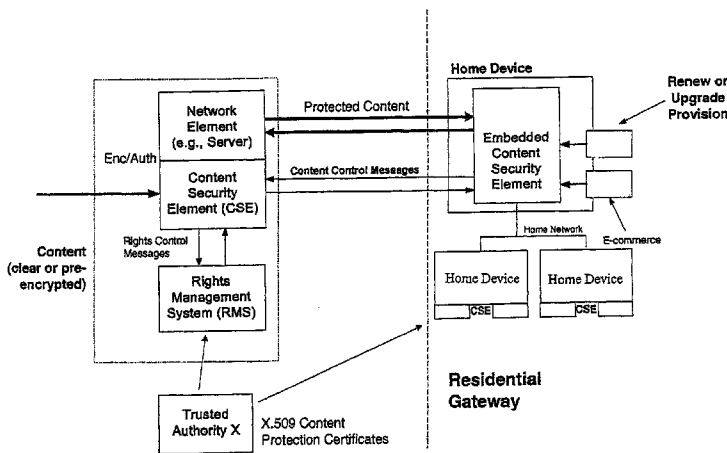 Home Device
Renew or
Upgrade
Provision
Network
Element
(e.g., Server)
Protected Content
Embedded
Content
Security
Element
Enc/Auth
Content
Security
Element (CSE)
Content Control Messages
Content
(clear or pre-
encrypted)
Rights Control
Messages
Home Network
E-commerce
Rights
Management
System (RMS)
Home Device
CSE
Home Device
CSE
Trusted
Authority X
X.509 Content
Protection Certificates
Residential
Gateway